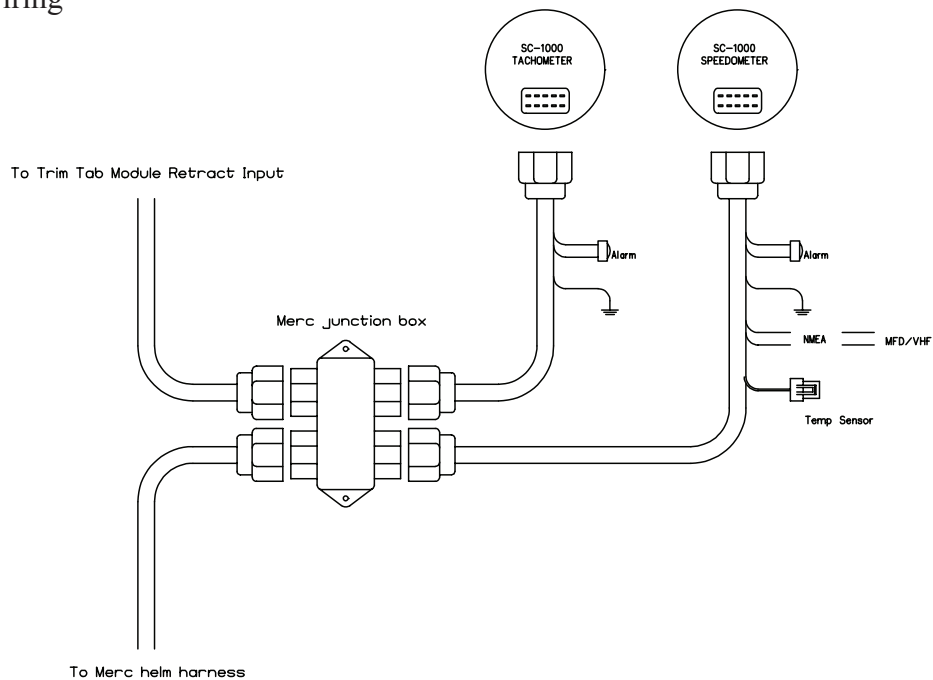 SC-1000
TACHOMETER
SC-1000
SPEEDOMETER
To Trim Tab Module Retract Input
Alarm
Alarm
Merc junction box
NMEA
MFD/VHF
Temp Sensor
To Merc helm harness